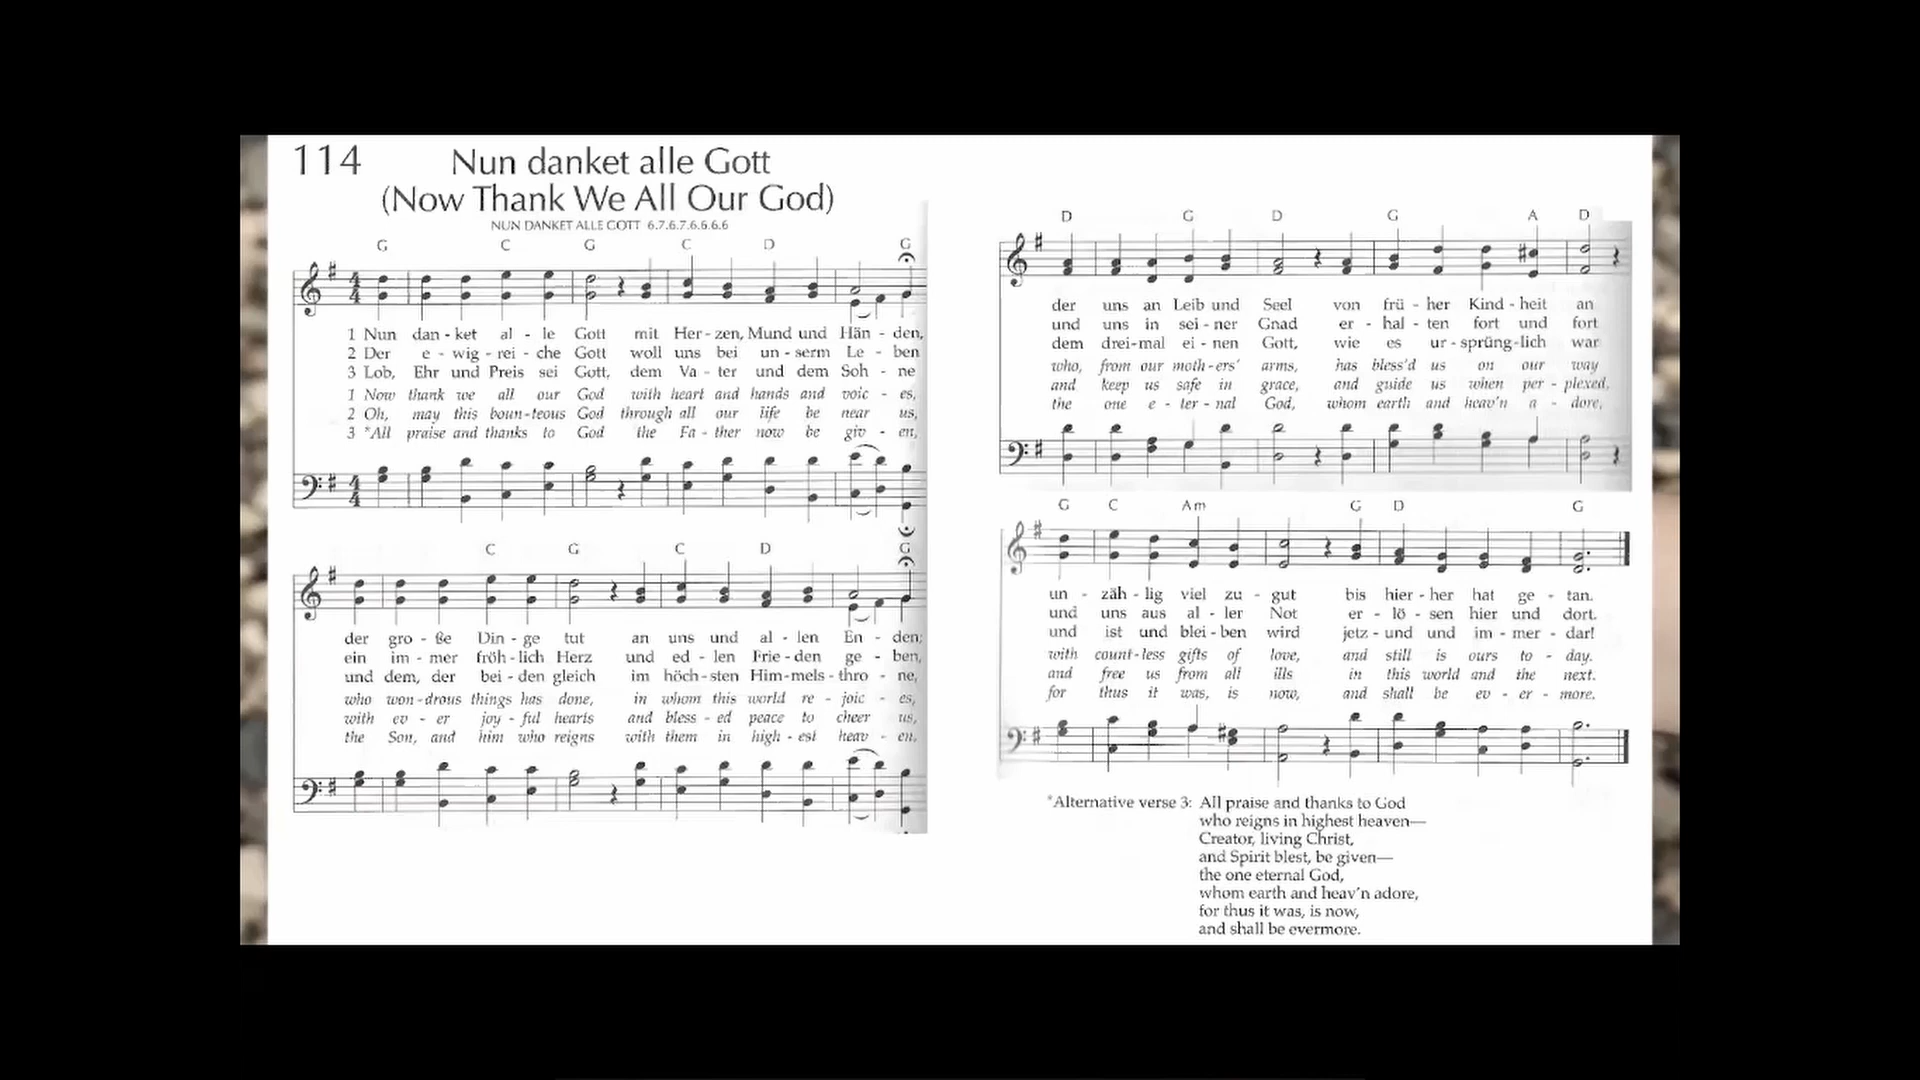 114
Nun danket alle Gott
(Now Thank We All Our God)
NUN DANKET ALLE GOTT 6.7.6.7.6.6.6.6
G C G C D G
1 Nun dan - ket al - le Gott mit Her - zen, Mund und Hän - den,
2 Der e - wig - rei - che Gott woll uns bei un - serm Le - ben
3 Lob, Ehr und Preis sei Gott, dem Va - ter und dem Soh - ne
1 Now thank we all our God with heart and hands and voic - es,
2 Oh, may this boun - teous God through all our life be near us,
3 *All praise and thanks to God the Fa - ther now be giv - en,
C G C D G
der gro - ße Din - ge tut an uns und al - len En - den;
ein im - mer fröh - lich Herz und ed - len Frie - den ge - ben,
und dem, der bei - den gleich im höch - sten Him - mels - thro - ne,
who won - drous things has done, in whom this world re - joic - es,
with ev - er joy - ful hearts and bless - ed peace to cheer us,
the Son, and him who reigns with them in high - est heav - en,
D G D G A D
der uns an Leib und Seel von frü - her Kind - heit an
und uns in sei - ner Gnad er - hal - ten fort und fort
dem drei - mal ei - nen Gott, wie es ur - sprüng - lich war
who, from our moth - ers' arms, has bless'd us on our way
and keep us safe in grace, and guide us when per - plexed,
the one e - ter - nal God, whom earth and heav'n a - dore,
G C Am G D G
un - zäh - lig viel zu - gut bis hier - her hat ge - tan.
und uns aus al - ler Not er - lö - sen hier und dort.
und ist und blei - ben wird jetz - und und im - mer - dar!
with count - less gifts of love, and still is ours to - day.
and free us from all ills in this world and the next.
for thus it was, is now, and shall be ev - er - more.
*Alternative verse 3: All praise and thanks to God
who reigns in highest heaven—
Creator, living Christ,
and Spirit blest, be given—
the one eternal God,
whom earth and heav'n adore,
for thus it was, is now,
and shall be evermore.